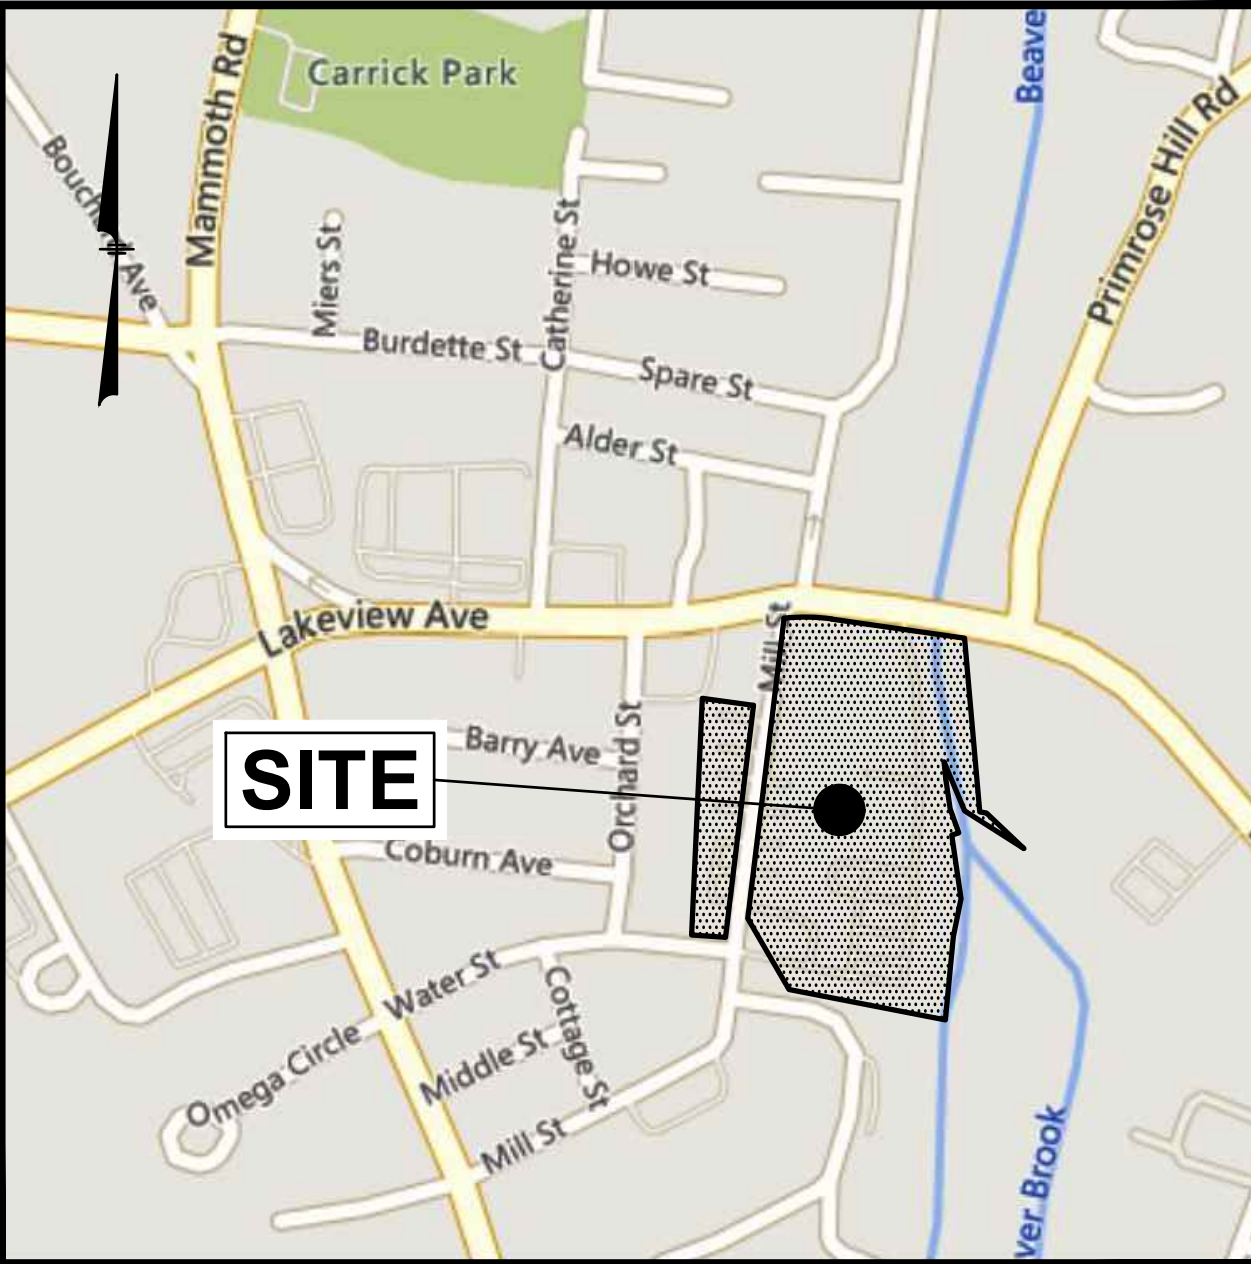 Beave
Carrick Park
Mammoth Rd
Primrose Hill Rd
Bouchard Ave
Miers St
Catherine St
Howe St
Burdette St
Spare St
Alder St
Lakeview Ave
Mill St
Barry Ave
Orchard St
SITE
Coburn Ave
Water St
Cottage St
Omega Circle
Middle St
Mill St
ver Brook